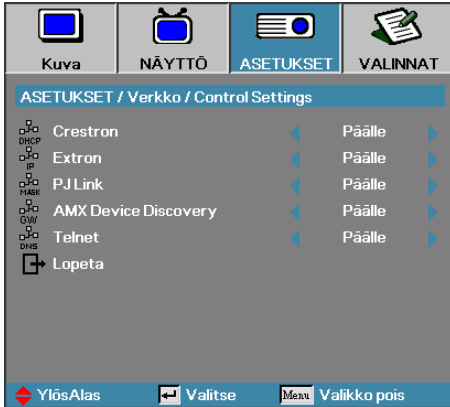 Kuva NÄYTTÖ ASETUKSET VALINNAT
ASETUKSET / Verkko / Control Settings
DHCP Crestron Päälle
IP Extron Päälle
MASK PJ Link Päälle
GW AMX Device Discovery Päälle
DNS Telnet Päälle
Lopeta
YlösAlas Valitse Menu Valikko pois